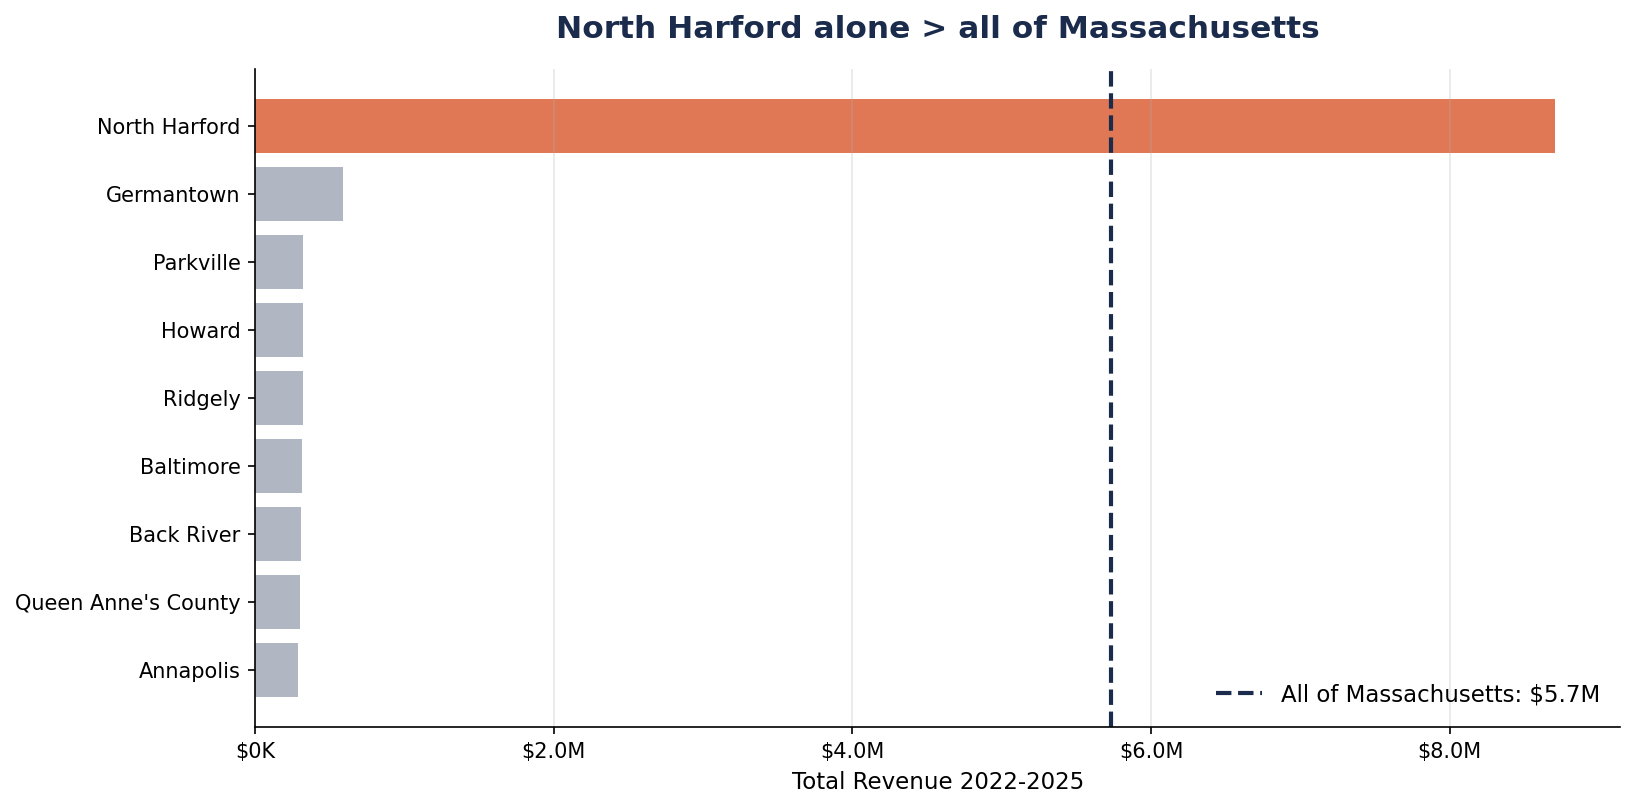 North Harford alone > all of Massachusetts
North Harford
Germantown
Parkville
Howard
Ridgely
Baltimore
Back River
Queen Anne's County
Annapolis
All of Massachusetts: $5.7M
$0K $2.0M $4.0M $6.0M $8.0M
Total Revenue 2022-2025